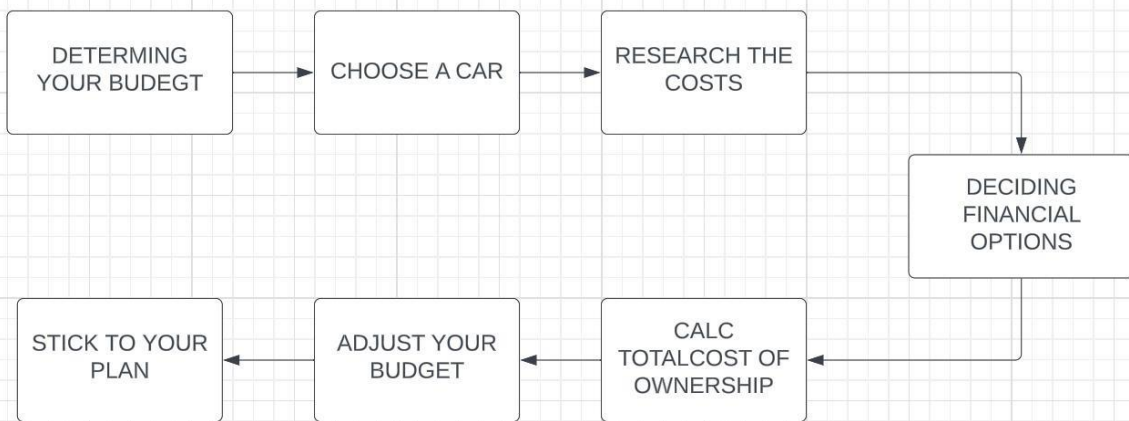 DETERMING
YOUR BUDEGT
CHOOSE A CAR
RESEARCH THE
COSTS
DECIDING
FINANCIAL
OPTIONS
CALC
TOTALCOST OF
OWNERSHIP
ADJUST YOUR
BUDGET
STICK TO YOUR
PLAN